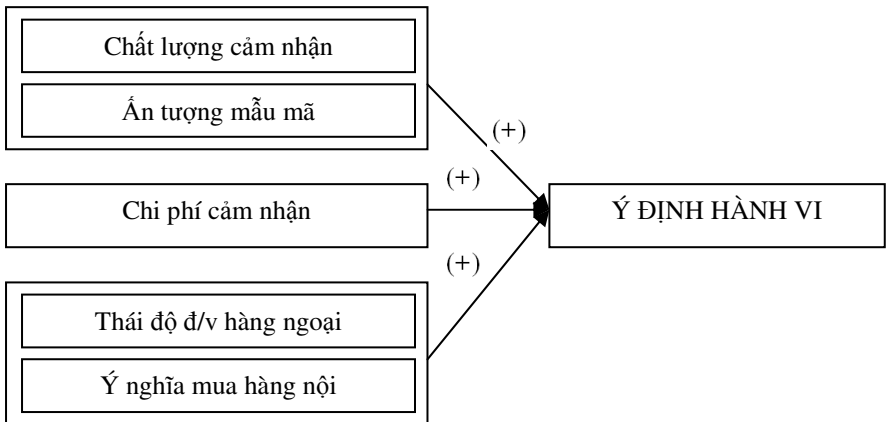 Chất lượng cảm nhận
Ấn tượng mẫu mã
(+)
(+)
Chi phí cảm nhận
Ý ĐỊNH HÀNH VI
(+)
Thái độ đ/v hàng ngoại
Ý nghĩa mua hàng nội